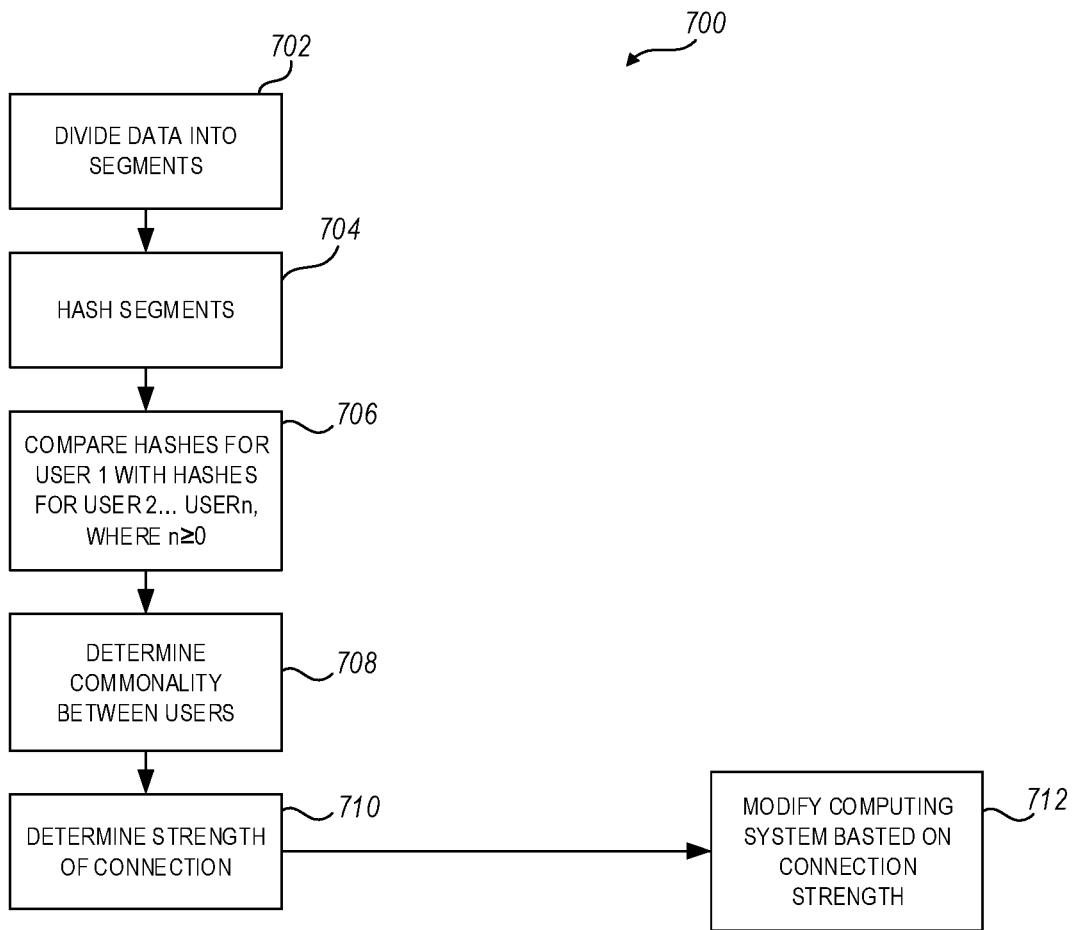 700
702
DIVIDE DATA INTO
SEGMENTS
704
HASH SEGMENTS
706
COMPARE HASHES FOR
USER 1 WITH HASHES
FOR USER 2... USERn,
WHERE n≥0
708
DETERMINE
COMMONALITY
BETWEEN USERS
710
DETERMINE STRENGTH
OF CONNECTION
712
MODIFY COMPUTING
SYSTEM BASTED ON
CONNECTION
STRENGTH